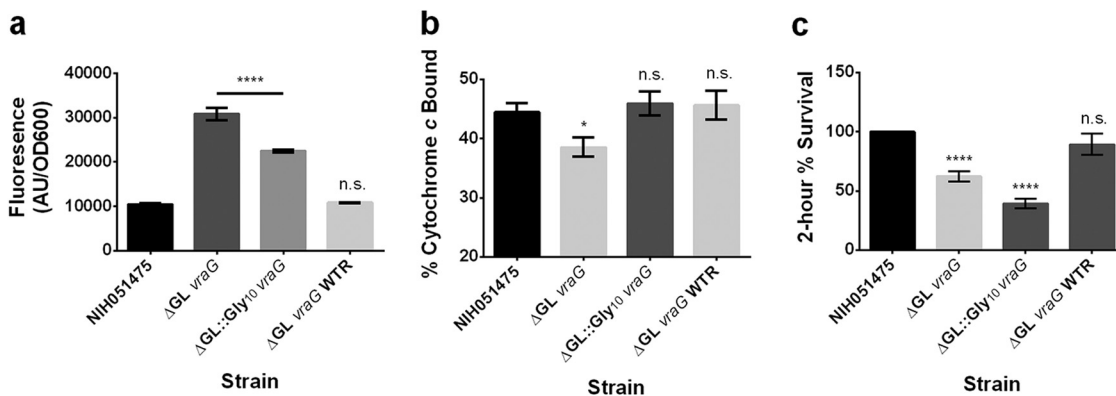 a
Fluoresence
(AU/OD600)
40000
30000
20000
10000
0
****
n.s.
NIH051475
ΔGL vraG
ΔGL::Gly10 vraG
ΔGL vraG WTR
Strain
b
% Cytochrome c Bound
50
40
30
20
*
n.s.
n.s.
NIH051475
ΔGL vraG
ΔGL::Gly10 vraG
ΔGL vraG WTR
Strain
c
2-hour % Survival
150
100
50
0
****
****
n.s.
NIH051475
ΔGL vraG
ΔGL::Gly10 vraG
ΔGL vraG WTR
Strain